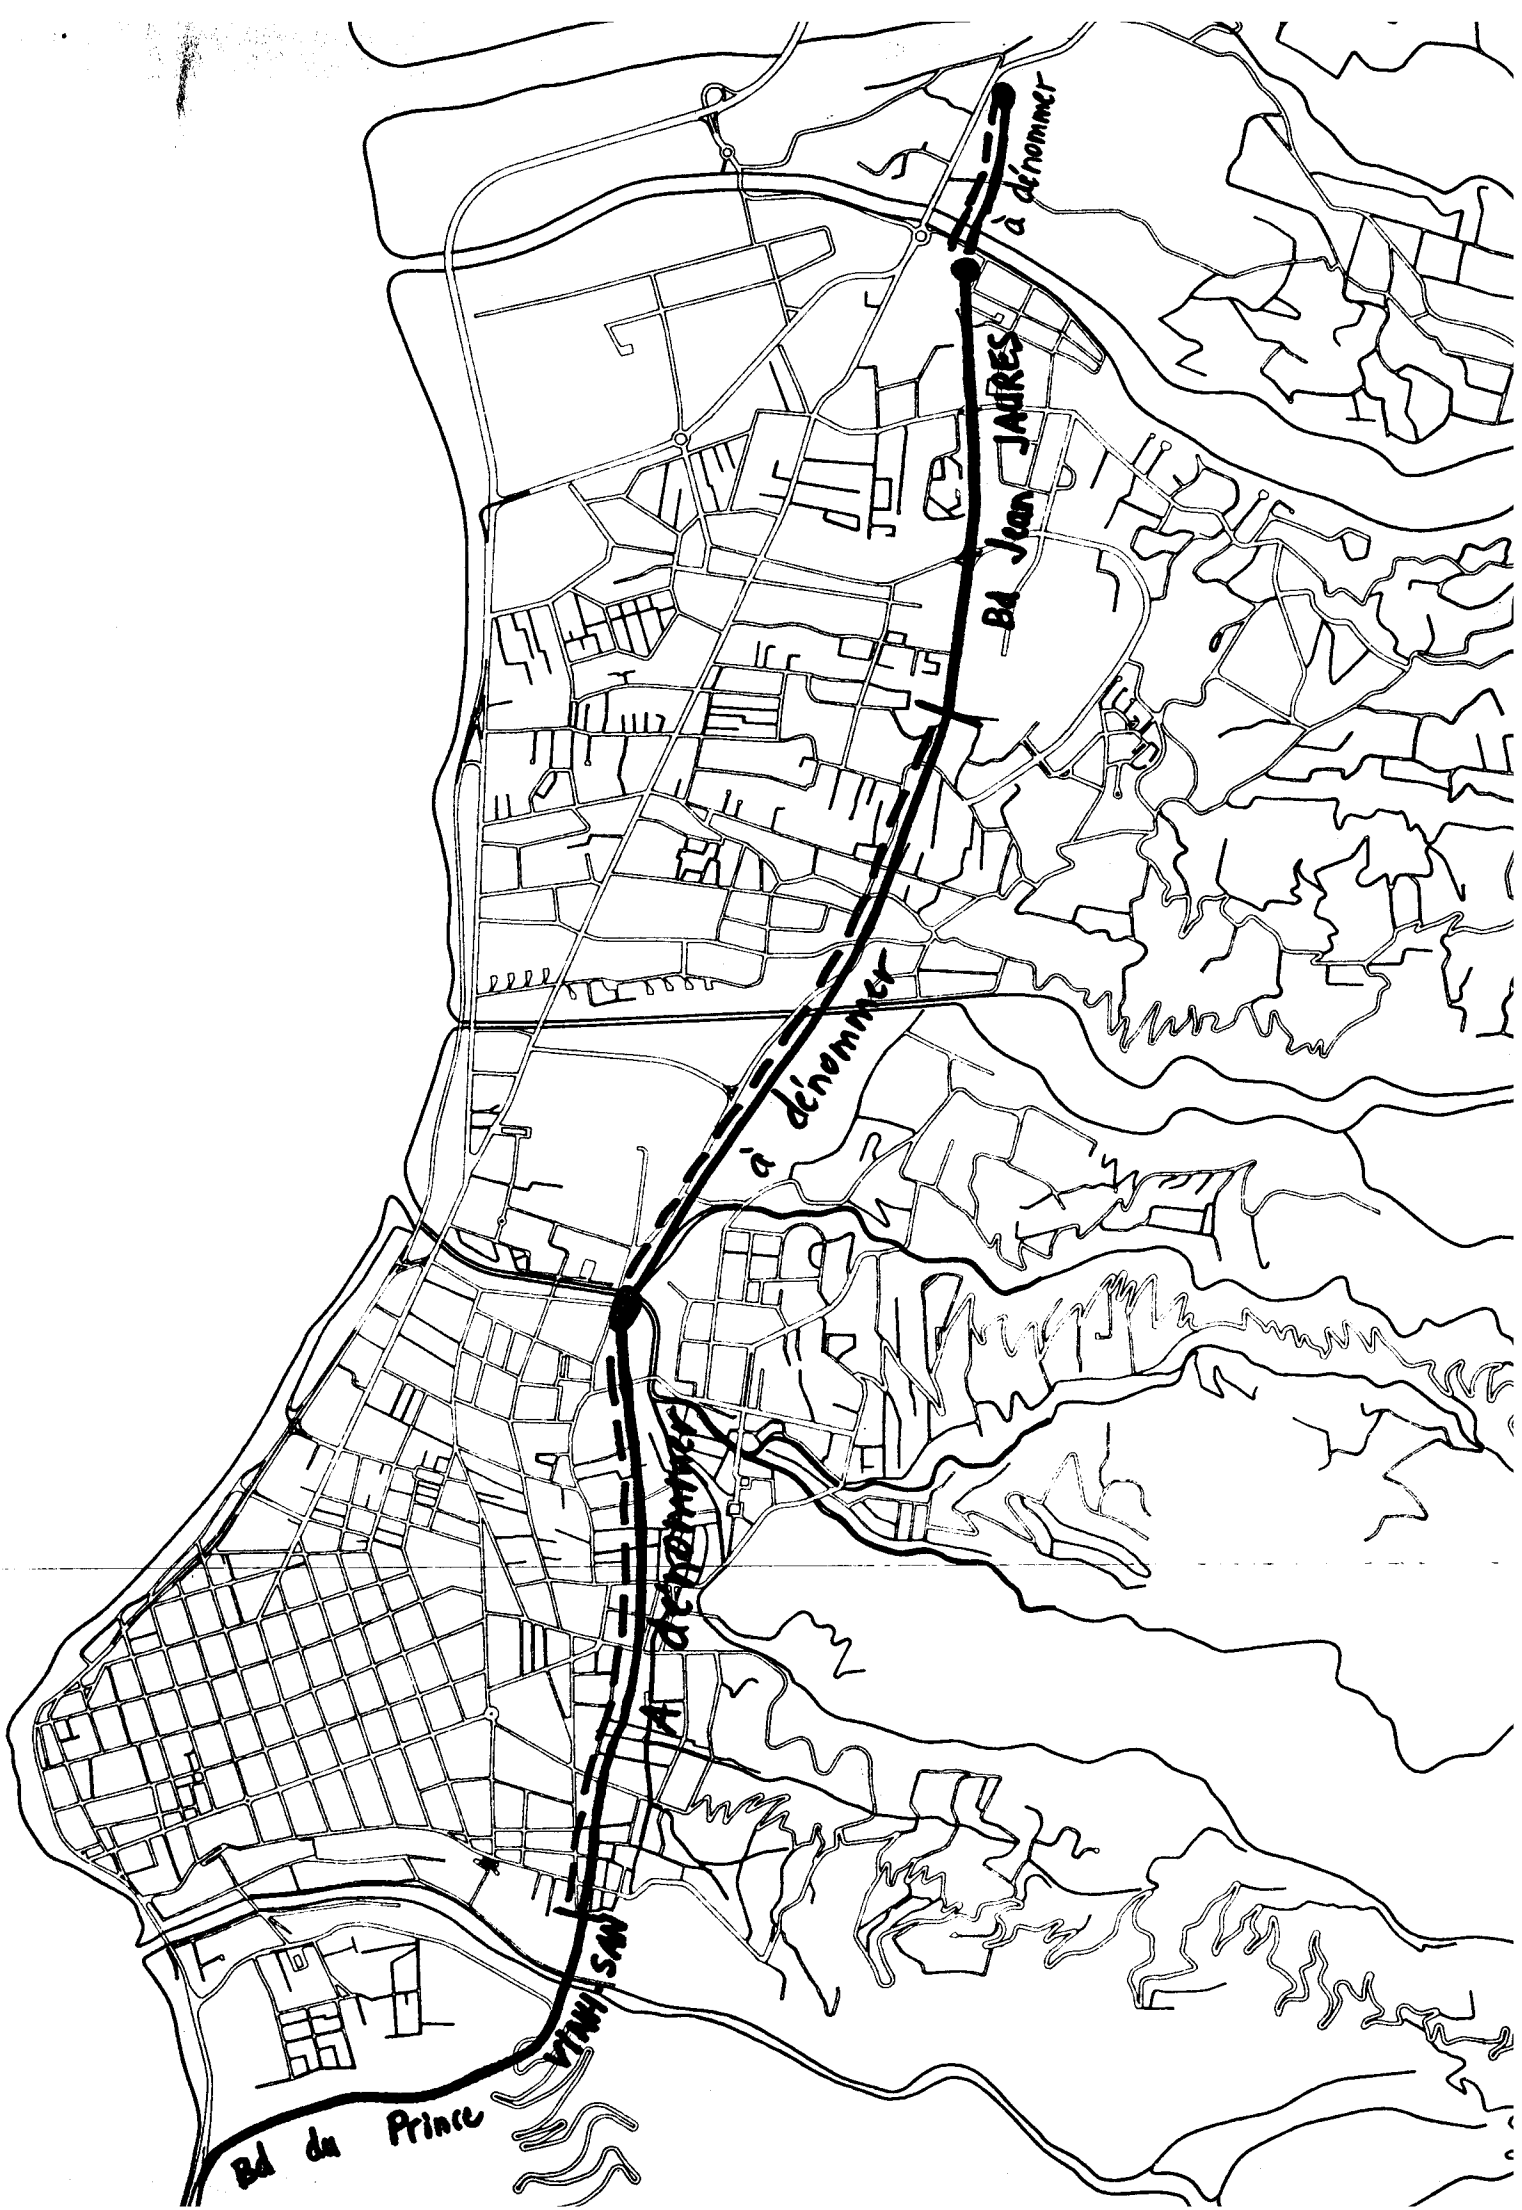 à dénommer
Bd Jean JAURES
à dénommer
A dénommer
Bd du Prince VINH-SAN